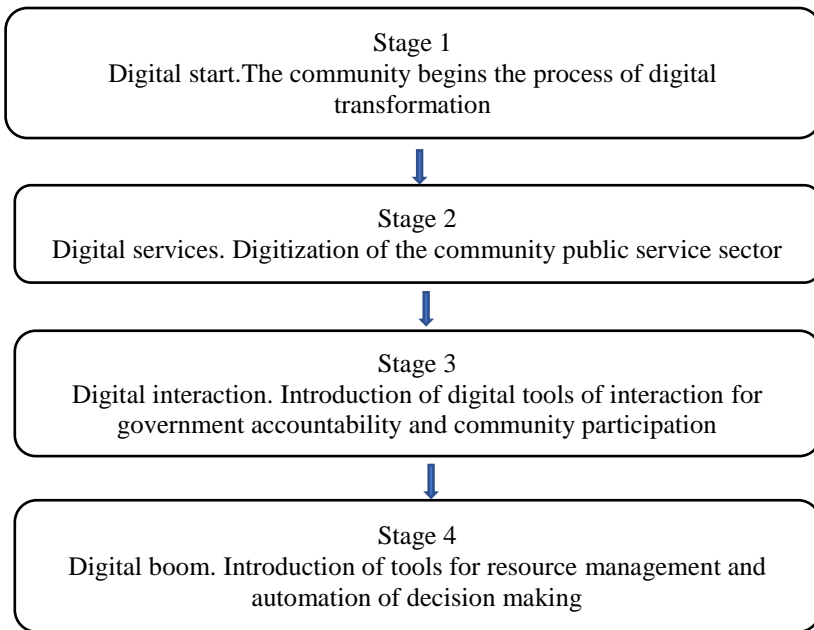 Stage 1
Digital start.The community begins the process of digital
transformation
Stage 2
Digital services. Digitization of the community public service sector
Stage 3
Digital interaction. Introduction of digital tools of interaction for
government accountability and community participation
Stage 4
Digital boom. Introduction of tools for resource management and
automation of decision making